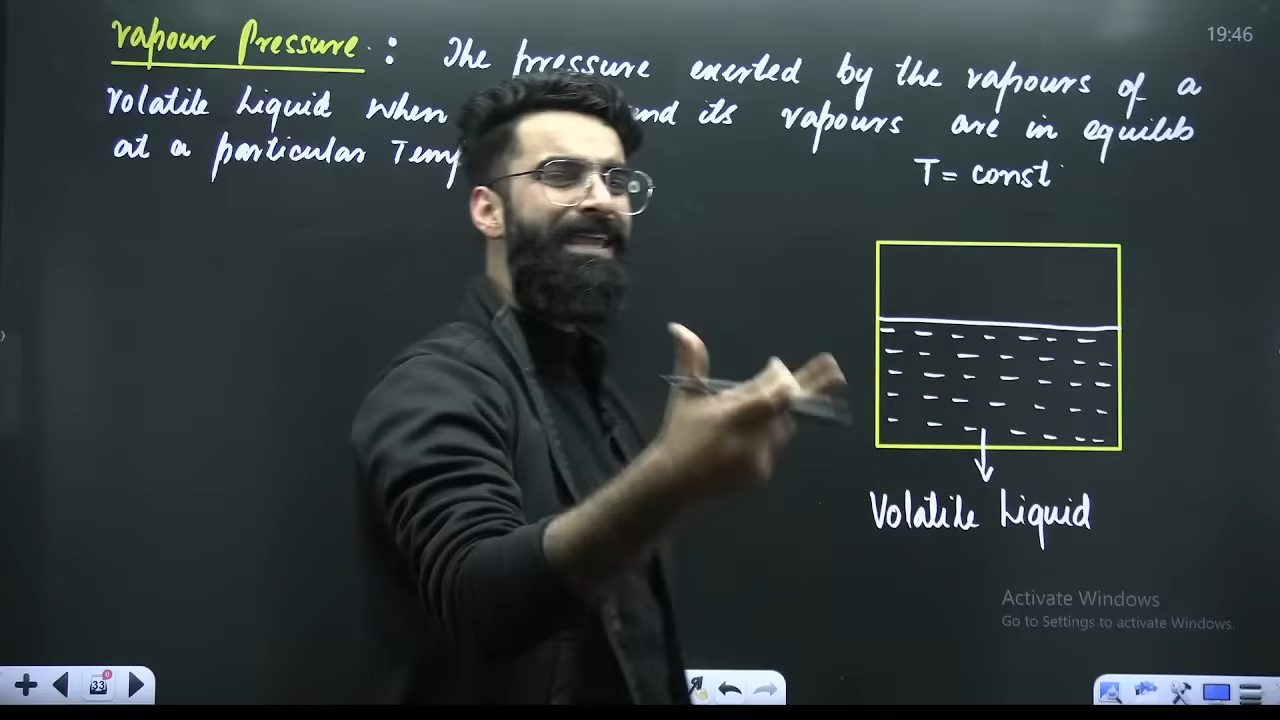 Vapour Pressure : The pressure exerted by the vapours of a
19:46
volatile Liquid when and its vapours are in equilib
at a particular Temp
T = const
Volatile Liquid
Activate Windows
Go to Settings to activate Windows.
33